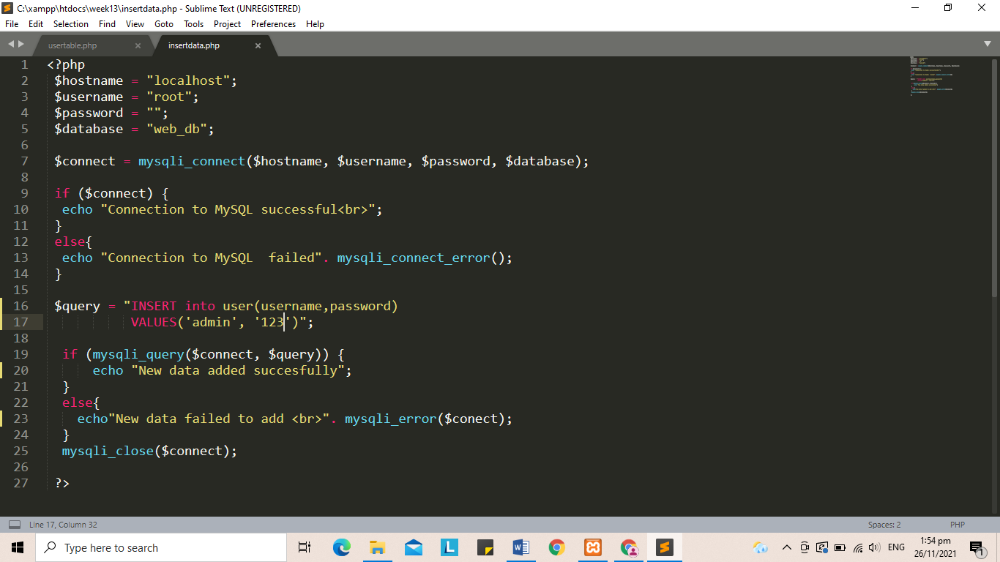 C:\xampp\htdocs\week13\insertdata.php - Sublime Text (UNREGISTERED)
File Edit Selection Find View Goto Tools Project Preferences Help
usertable.php × insertdata.php ×
1 <?php
2 $hostname = "localhost";
3 $username = "root";
4 $password = "";
5 $database = "web_db";
6
7 $connect = mysqli_connect($hostname, $username, $password, $database);
8
9 if ($connect) {
10 echo "Connection to MySQL successful<br>";
11 }
12 else{
13 echo "Connection to MySQL  failed". mysqli_connect_error();
14 }
15
16 $query = "INSERT into user(username,password)
17 VALUES('admin', '123')";
18
19 if (mysqli_query($connect, $query)) {
20 echo "New data added succesfully";
21 }
22 else{
23 echo"New data failed to add <br>". mysqli_error($conect);
24 }
25 mysqli_close($connect);
26
27 ?>
Line 17, Column 32 Spaces: 2 PHP
Type here to search ENG 1:54 pm
26/11/2021 1